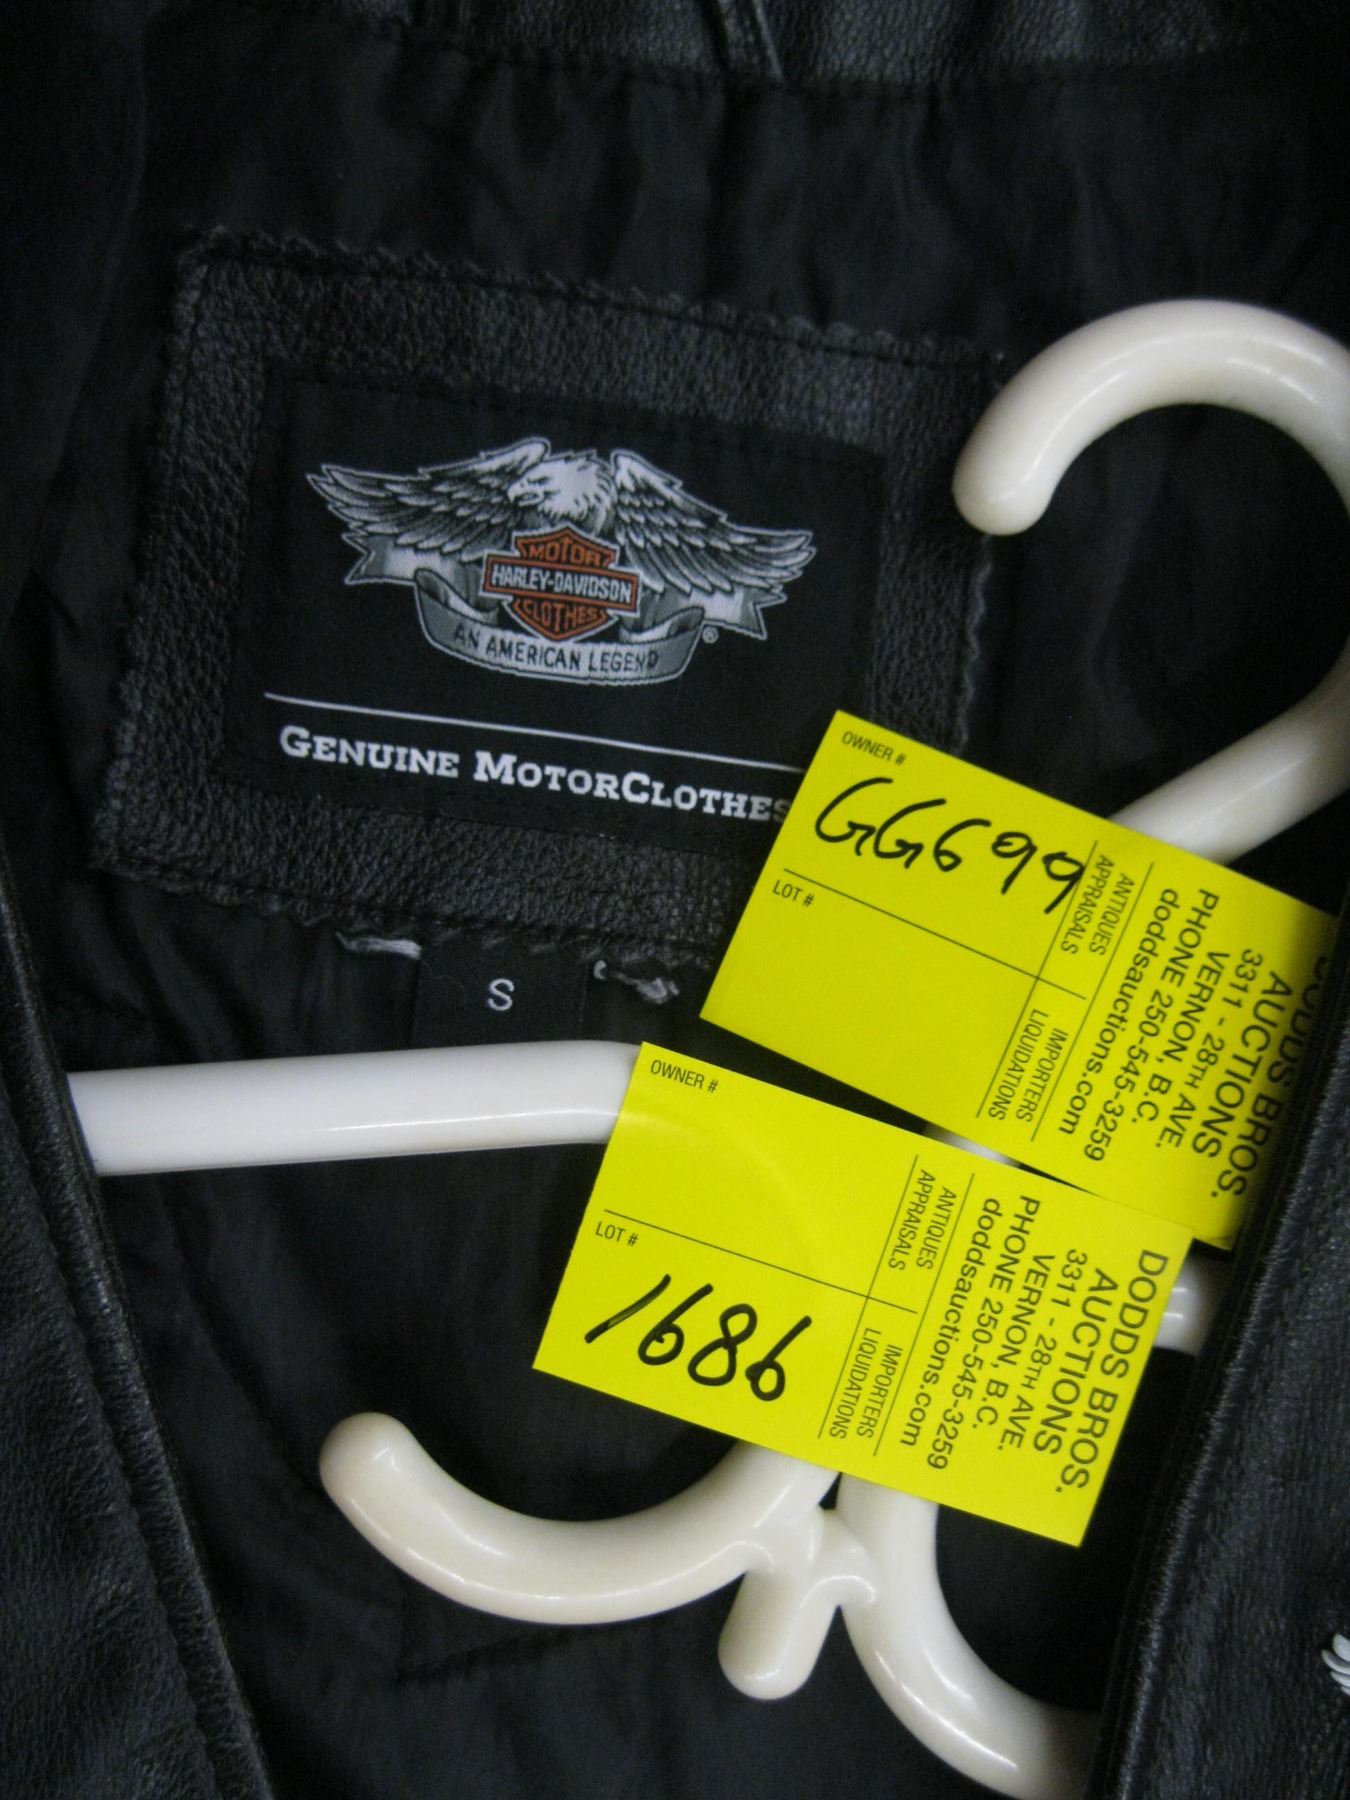 MOTOR
HARLEY-DAVIDSON
CLOTHES
AN AMERICAN LEGEND
®
GENUINE MOTORCLOTHES
S
OWNER #
GG699
LOT #
ANTIQUES
APPRAISALS
IMPORTERS
LIQUIDATIONS
DODDS BROS.
AUCTIONS
3311 - 28TH AVE.
VERNON, B.C.
PHONE 250-545-3259
doddsauctions.com
OWNER #
LOT #
1686
ANTIQUES
APPRAISALS
IMPORTERS
LIQUIDATIONS
DODDS BROS.
AUCTIONS
3311 - 28TH AVE.
VERNON, B.C.
PHONE 250-545-3259
doddsauctions.com